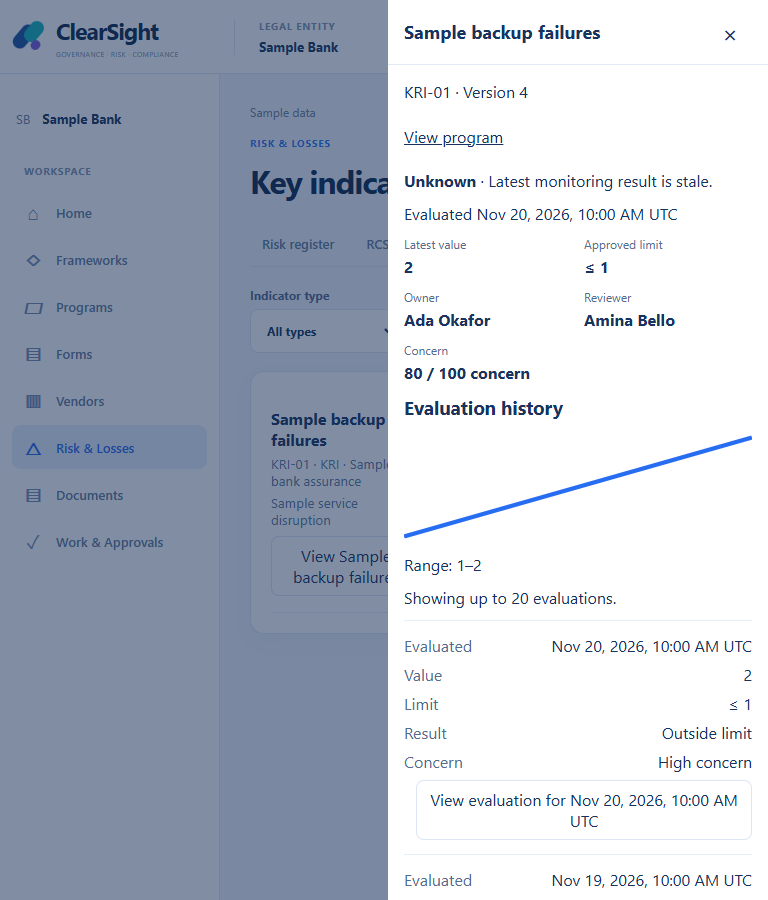 ClearSight
GOVERNANCE · RISK · COMPLIANCE
LEGAL ENTITY
Sample Bank
SB Sample Bank
WORKSPACE
Home
Frameworks
Programs
Forms
Vendors
Risk & Losses
Documents
Work & Approvals
Sample data
RISK & LOSSES
Key indica
Risk register RCS
Indicator type
All types
Sample backup
failures
KRI-01 · KRI · Sample
bank assurance
Sample service
disruption
View Sample
backup failure
Sample backup failures
×
KRI-01 · Version 4
View program
Unknown · Latest monitoring result is stale.
Evaluated Nov 20, 2026, 10:00 AM UTC
Latest value Approved limit
2 ≤ 1
Owner Reviewer
Ada Okafor Amina Bello
Concern
80 / 100 concern
Evaluation history
Range: 1–2
Showing up to 20 evaluations.
Evaluated Nov 20, 2026, 10:00 AM UTC
Value 2
Limit ≤ 1
Result Outside limit
Concern High concern
View evaluation for Nov 20, 2026, 10:00 AM
UTC
Evaluated Nov 19, 2026, 10:00 AM UTC